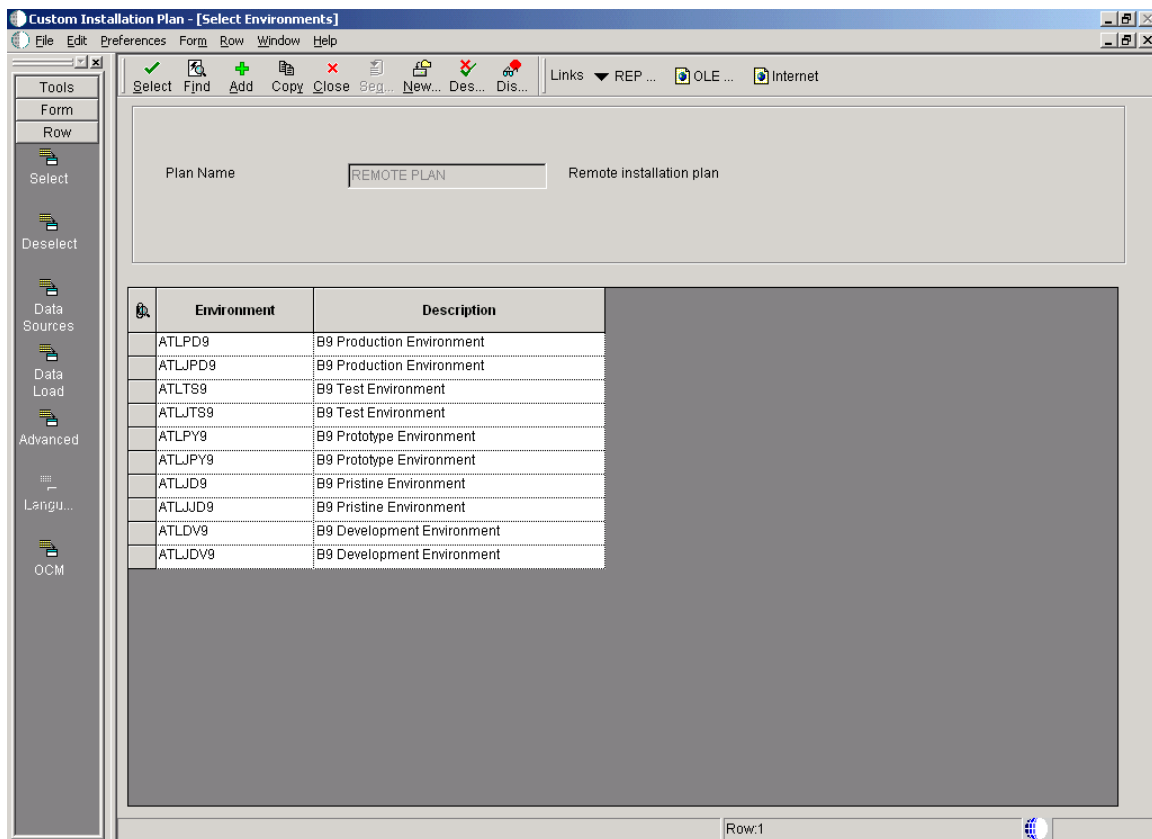 Custom Installation Plan - [Select Environments]
File Edit Preferences Form Row Window Help
Tools
Form
Row
Select
Deselect
Data
Sources
Data
Load
Advanced
Langu...
OCM
Select Find Add Copy Close Seq... New... Des... Dis... Links REP ... OLE ... Internet
Plan Name REMOTE PLAN Remote installation plan
Environment Description
ATLPD9 B9 Production Environment
ATLJPD9 B9 Production Environment
ATLTS9 B9 Test Environment
ATLJTS9 B9 Test Environment
ATLPY9 B9 Prototype Environment
ATLJPY9 B9 Prototype Environment
ATLJD9 B9 Pristine Environment
ATLJJD9 B9 Pristine Environment
ATLDV9 B9 Development Environment
ATLJDV9 B9 Development Environment
Row:1